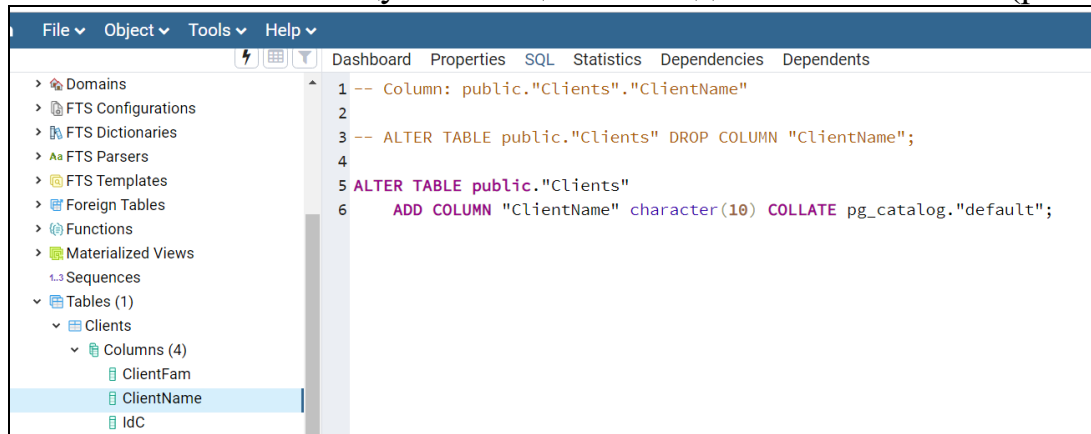 File Object Tools Help
Dashboard Properties SQL Statistics Dependencies Dependents
Domains
FTS Configurations
FTS Dictionaries
Aa FTS Parsers
FTS Templates
Foreign Tables
Functions
Materialized Views
1..3 Sequences
Tables (1)
Clients
Columns (4)
ClientFam
ClientName
IdC
1 -- Column: public."Clients"."ClientName"
2
3 -- ALTER TABLE public."Clients" DROP COLUMN "ClientName";
4
5 ALTER TABLE public."Clients"
6 ADD COLUMN "ClientName" character(10) COLLATE pg_catalog."default";